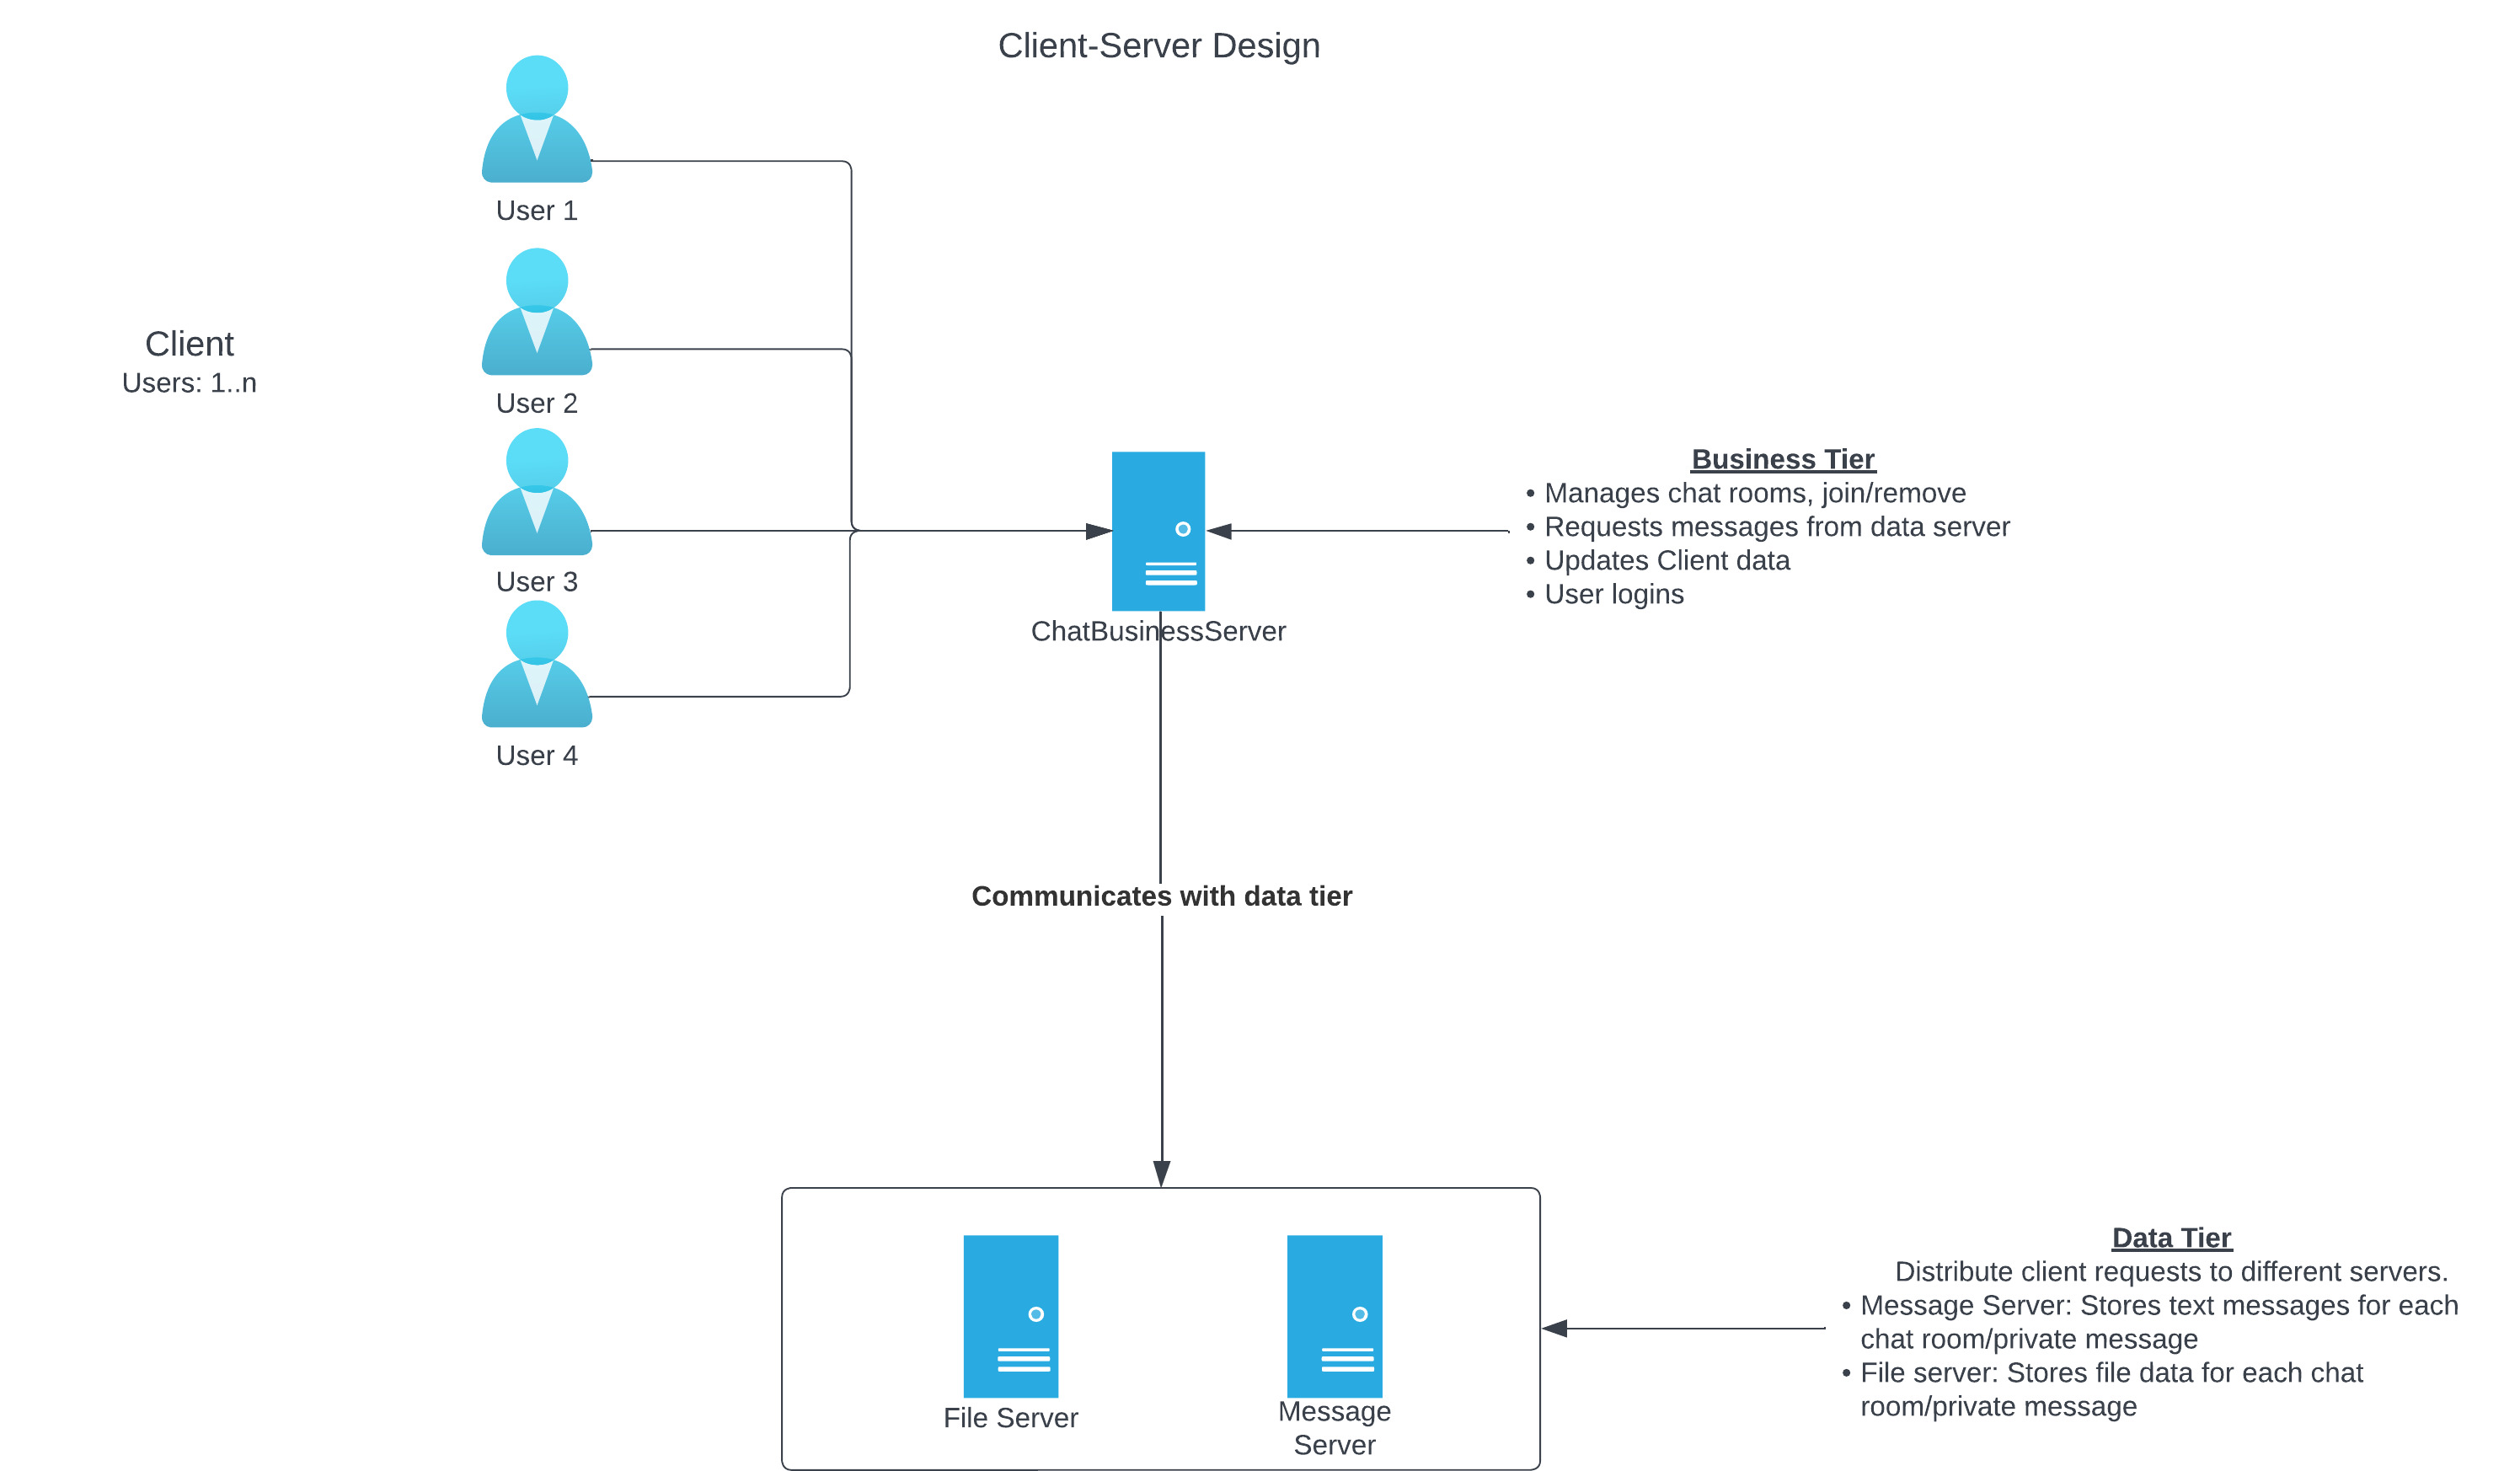 Client-Server Design
User 1
Client
Users: 1..n
User 2
User 3
User 4
ChatBusinessServer
Business Tier
• Manages chat rooms, join/remove
• Requests messages from data server
• Updates Client data
• User logins
Communicates with data tier
File Server
Message
Server
Data Tier
Distribute client requests to different servers.
• Message Server: Stores text messages for each
chat room/private message
• File server: Stores file data for each chat
room/private message